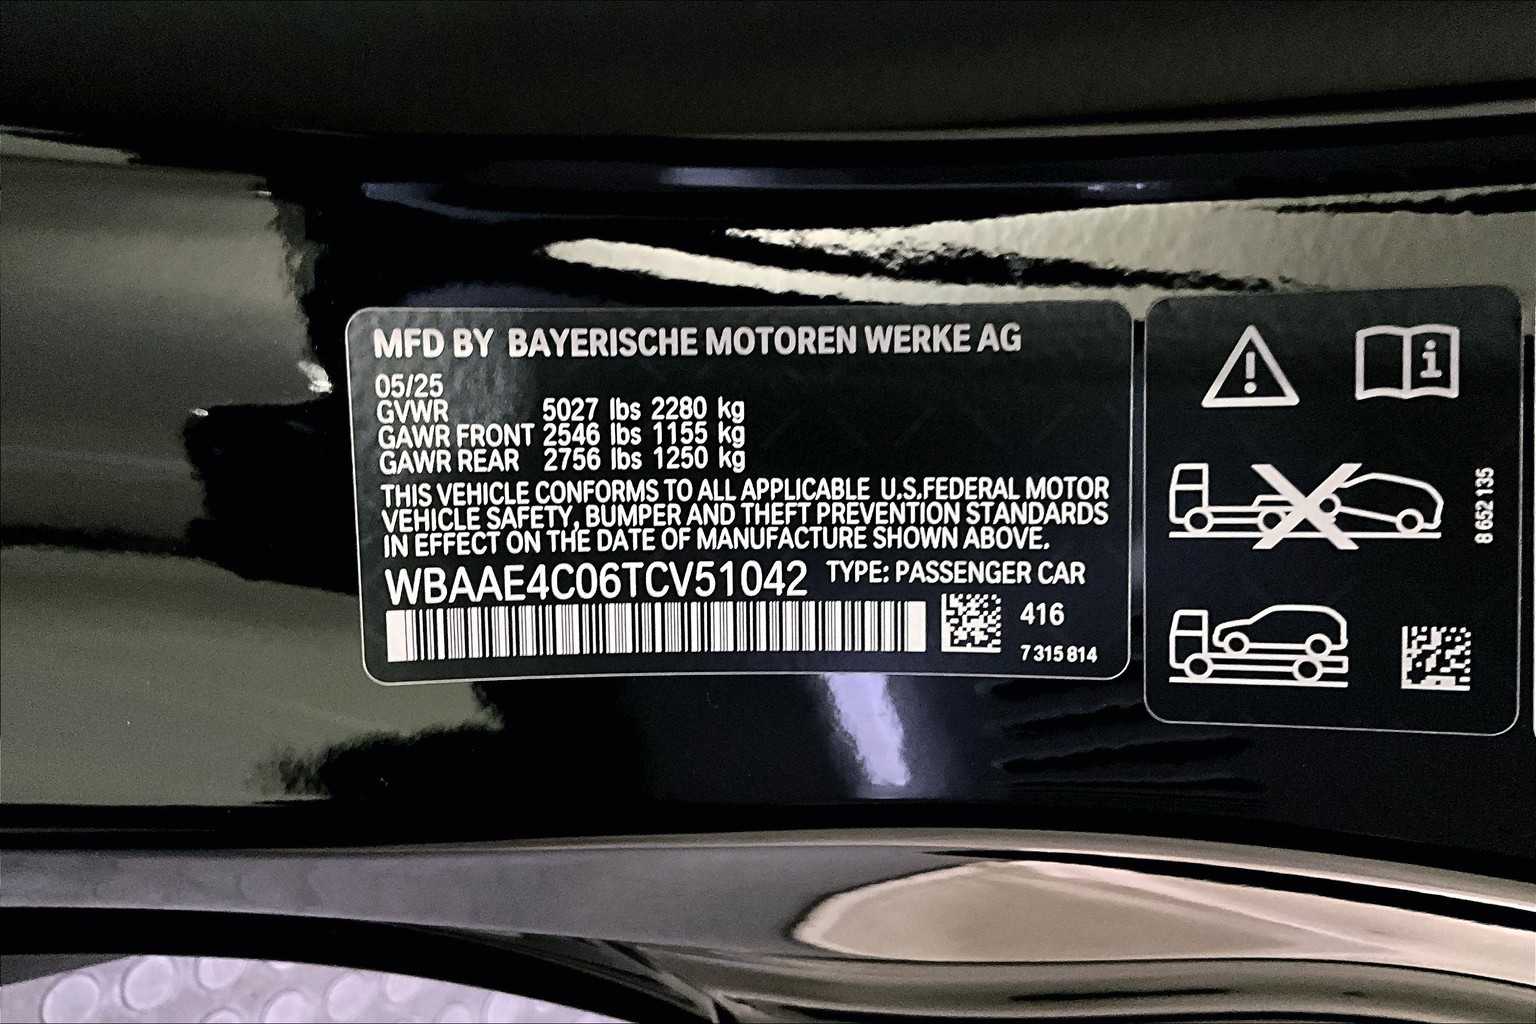 MFD BY BAYERISCHE MOTOREN WERKE AG
05/25
GVWR 5027 lbs 2280 kg
GAWR FRONT 2546 lbs 1155 kg
GAWR REAR 2756 lbs 1250 kg
THIS VEHICLE CONFORMS TO ALL APPLICABLE U.S.FEDERAL MOTOR
VEHICLE SAFETY, BUMPER AND THEFT PREVENTION STANDARDS
IN EFFECT ON THE DATE OF MANUFACTURE SHOWN ABOVE.
WBAAE4C06TCV51042 TYPE: PASSENGER CAR
416
7 315 814
i
8 652 135